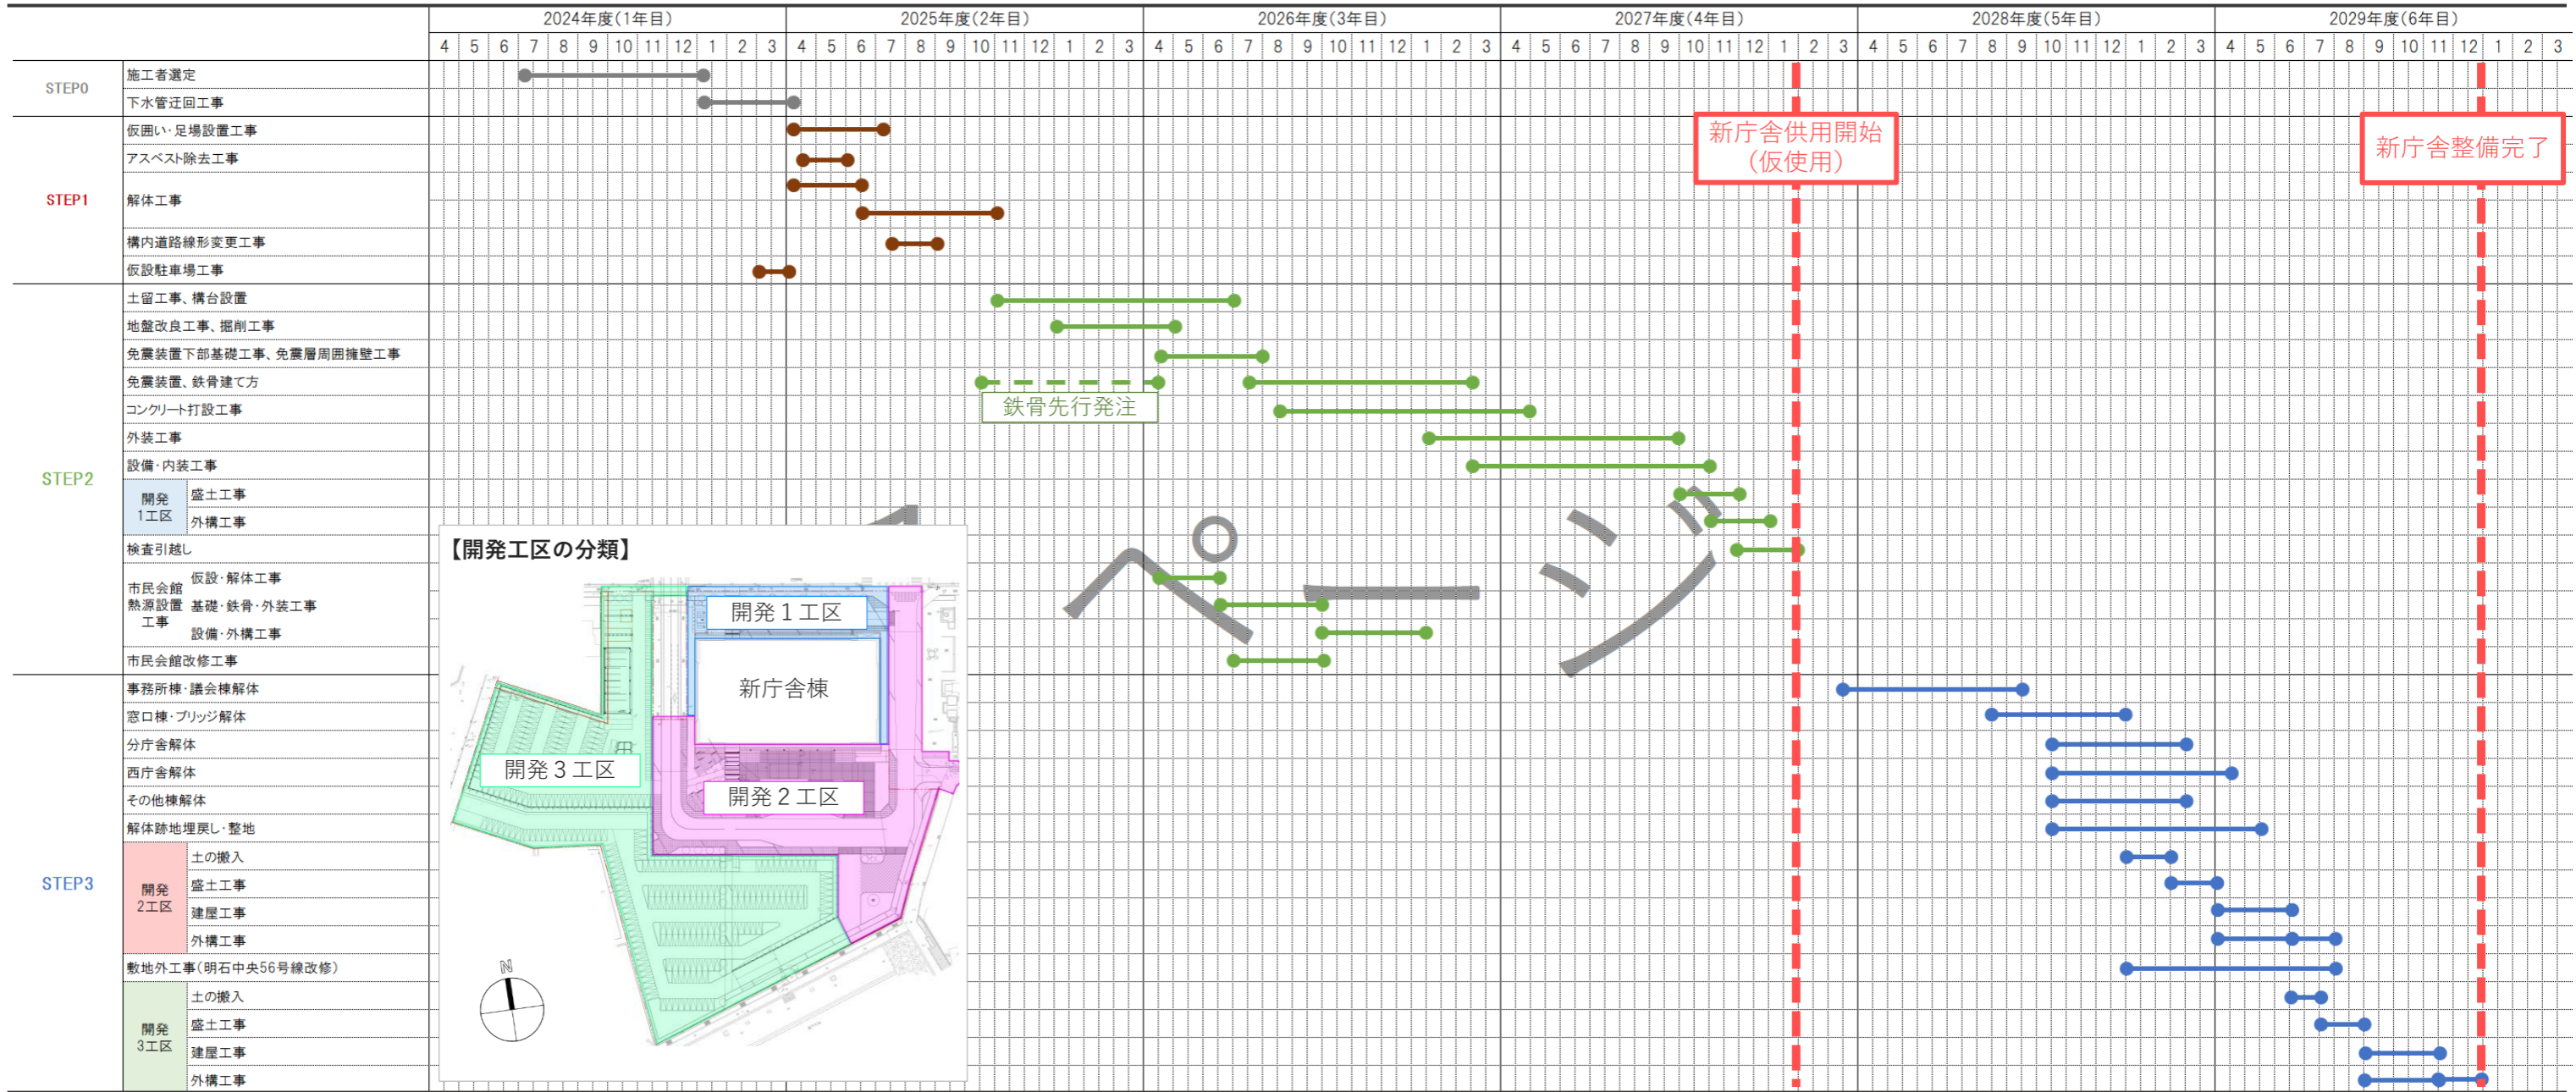 2024年度(1年目) 2025年度(2年目) 2026年度(3年目) 2027年度(4年目) 2028年度(5年目) 2029年度(6年目)
4 5 6 7 8 9 10 11 12 1 2 3 4 5 6 7 8 9 10 11 12 1 2 3 4 5 6 7 8 9 10 11 12 1 2 3 4 5 6 7 8 9 10 11 12 1 2 3 4 5 6 7 8 9 10 11 12 1 2 3 4 5 6 7 8 9 10 11 12 1 2 3
STEP0
施工者選定
下水管迂回工事
STEP1
仮囲い・足場設置工事
アスベスト除去工事
解体工事
構内道路線形変更工事
仮設駐車場工事
新庁舎供用開始
（仮使用）
新庁舎整備完了
STEP2
土留工事、構台設置
地盤改良工事、掘削工事
免震装置下部基礎工事、免震層周囲擁壁工事
免震装置、鉄骨建て方
鉄骨先行発注
コンクリート打設工事
外装工事
設備・内装工事
開発
1工区
盛土工事
外構工事
検査引越し
市民会館
熱源設置
工事
仮設・解体工事
基礎・鉄骨・外装工事
設備・外構工事
市民会館改修工事
ページ
【開発工区の分類】
開発１工区
新庁舎棟
開発３工区
開発２工区
N
STEP3
事務所棟・議会棟解体
窓口棟・ブリッジ解体
分庁舎解体
西庁舎解体
その他棟解体
解体跡地埋戻し・整地
開発
2工区
土の搬入
盛土工事
建屋工事
外構工事
敷地外工事(明石中央56号線改修)
開発
3工区
土の搬入
盛土工事
建屋工事
外構工事